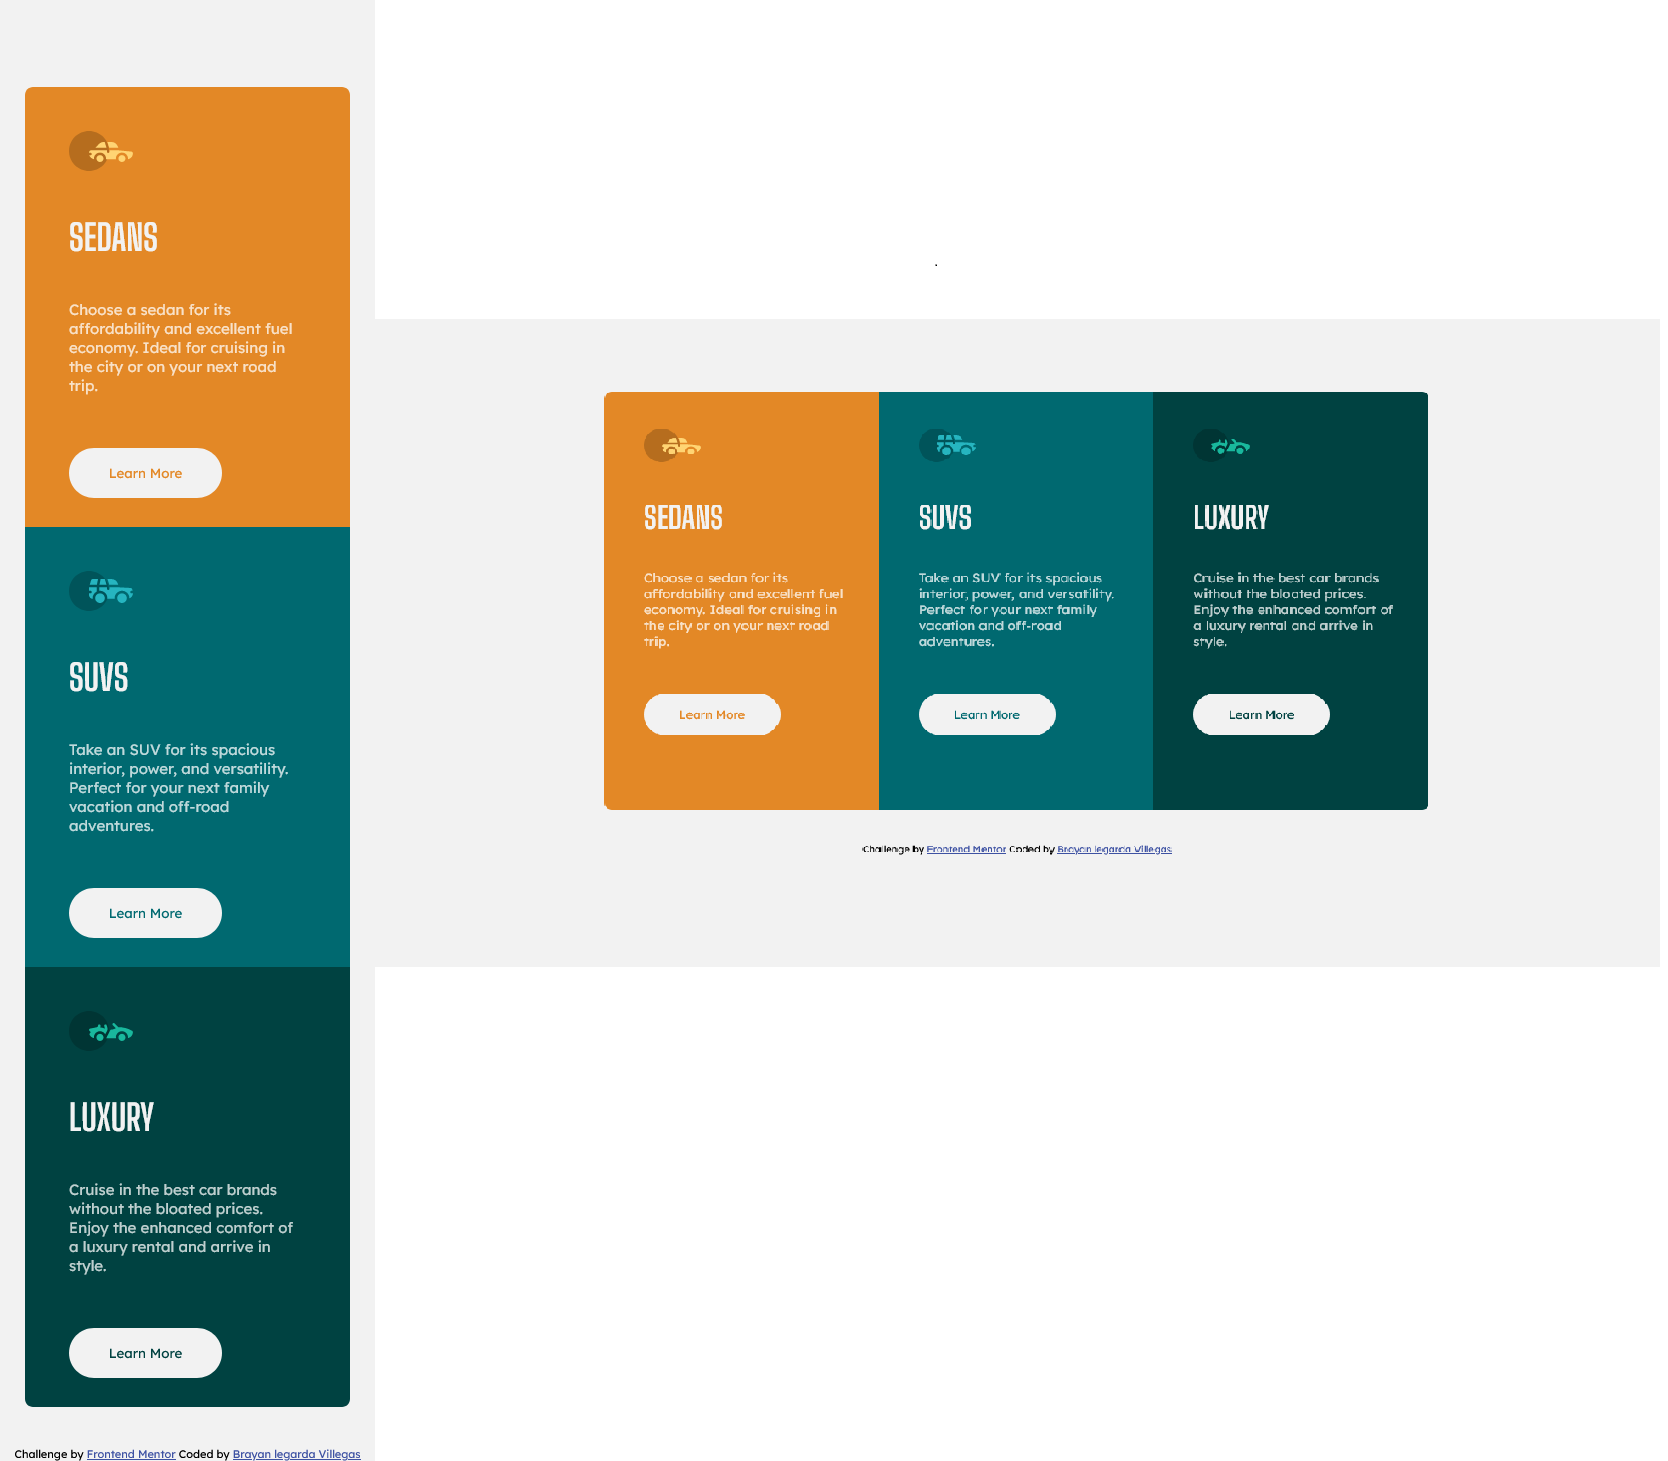 SEDANS
Choose a sedan for its
affordability and excellent fuel
economy. Ideal for cruising in
the city or on your next road
trip.
Learn More
SUVS
Take an SUV for its spacious
interior, power, and versatility.
Perfect for your next family
vacation and off-road
adventures.
Learn More
LUXURY
Cruise in the best car brands
without the bloated prices.
Enjoy the enhanced comfort of
a luxury rental and arrive in
style.
Learn More
Challenge by Frontend Mentor Coded by Brayan legarda Villegas
.
SEDANS
Choose a sedan for its
affordability and excellent fuel
economy. Ideal for cruising in
the city or on your next road
trip.
Learn More
SUVS
Take an SUV for its spacious
interior, power, and versatility.
Perfect for your next family
vacation and off-road
adventures.
Learn More
LUXURY
Cruise in the best car brands
without the bloated prices.
Enjoy the enhanced comfort of
a luxury rental and arrive in
style.
Learn More
Challenge by Frontend Mentor Coded by Brayan legarda Villegas